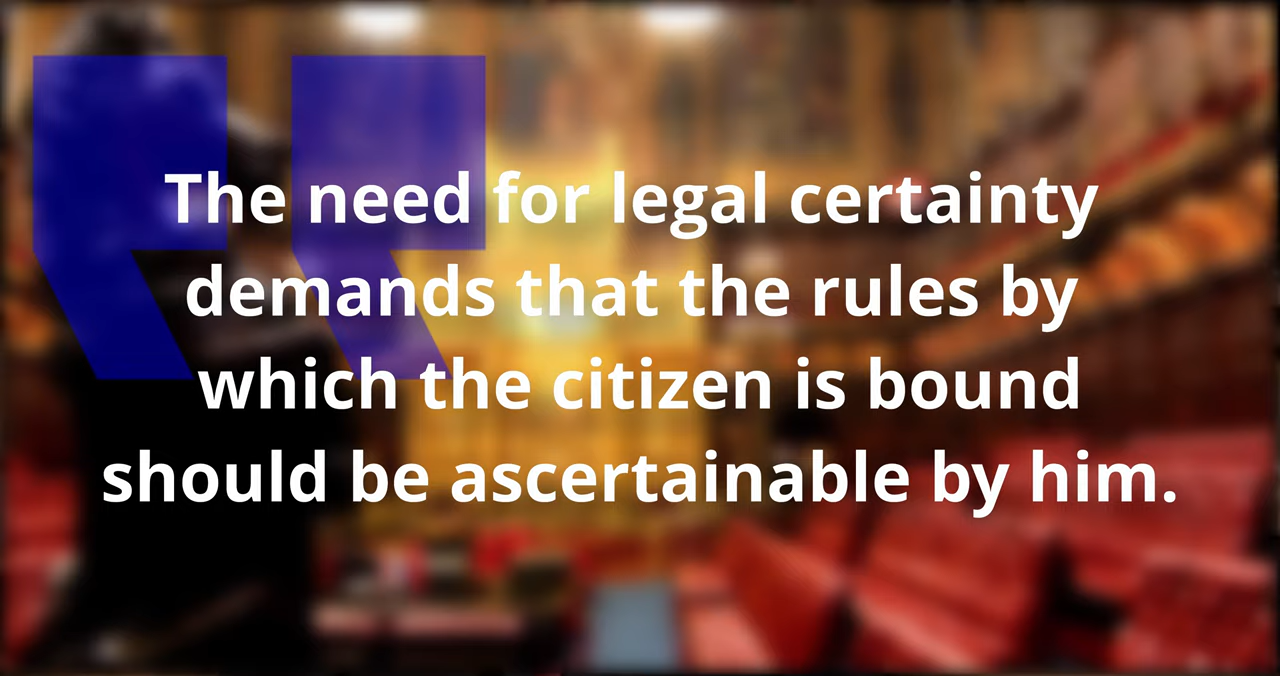 The need for legal certainty
demands that the rules by
which the citizen is bound
should be ascertainable by him.